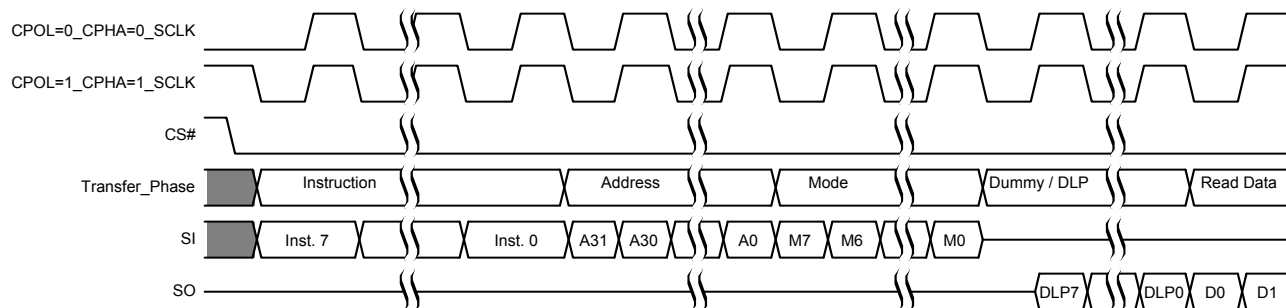 CPOL=0_CPHA=0_SCLK
CPOL=1_CPHA=1_SCLK
CS#
Transfer_Phase Instruction Address Mode Dummy / DLP Read Data
SI Inst. 7 Inst. 0 A31 A30 A0 M7 M6 M0
SO DLP7 DLP0 D0 D1